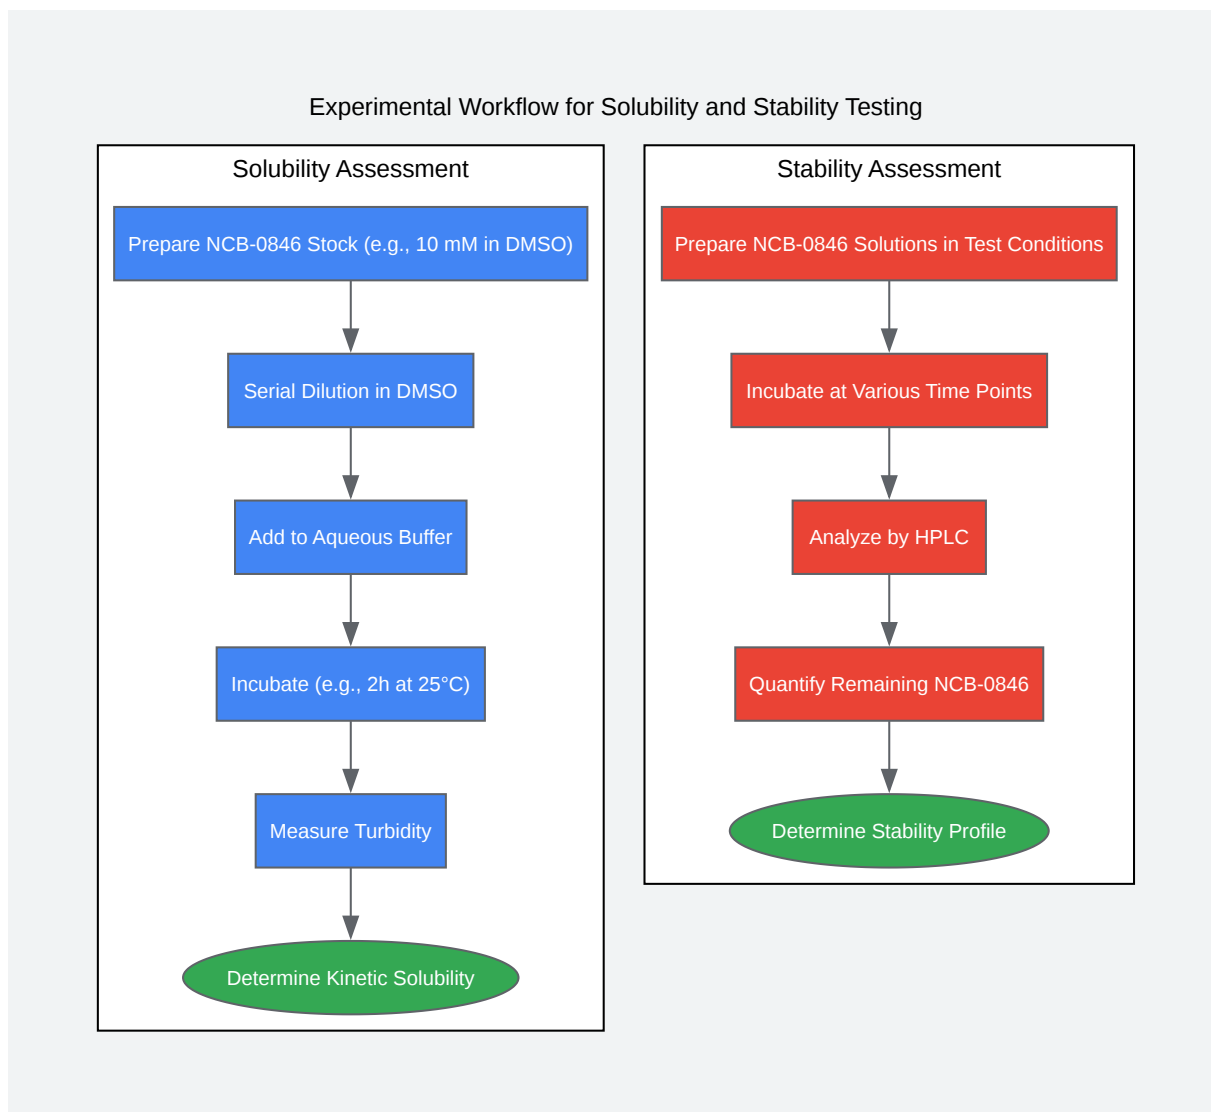 Experimental Workflow for Solubility and Stability Testing
Solubility Assessment
Prepare NCB-0846 Stock (e.g., 10 mM in DMSO)
Serial Dilution in DMSO
Add to Aqueous Buffer
Incubate (e.g., 2h at 25°C)
Measure Turbidity
Determine Kinetic Solubility
Stability Assessment
Prepare NCB-0846 Solutions in Test Conditions
Incubate at Various Time Points
Analyze by HPLC
Quantify Remaining NCB-0846
Determine Stability Profile